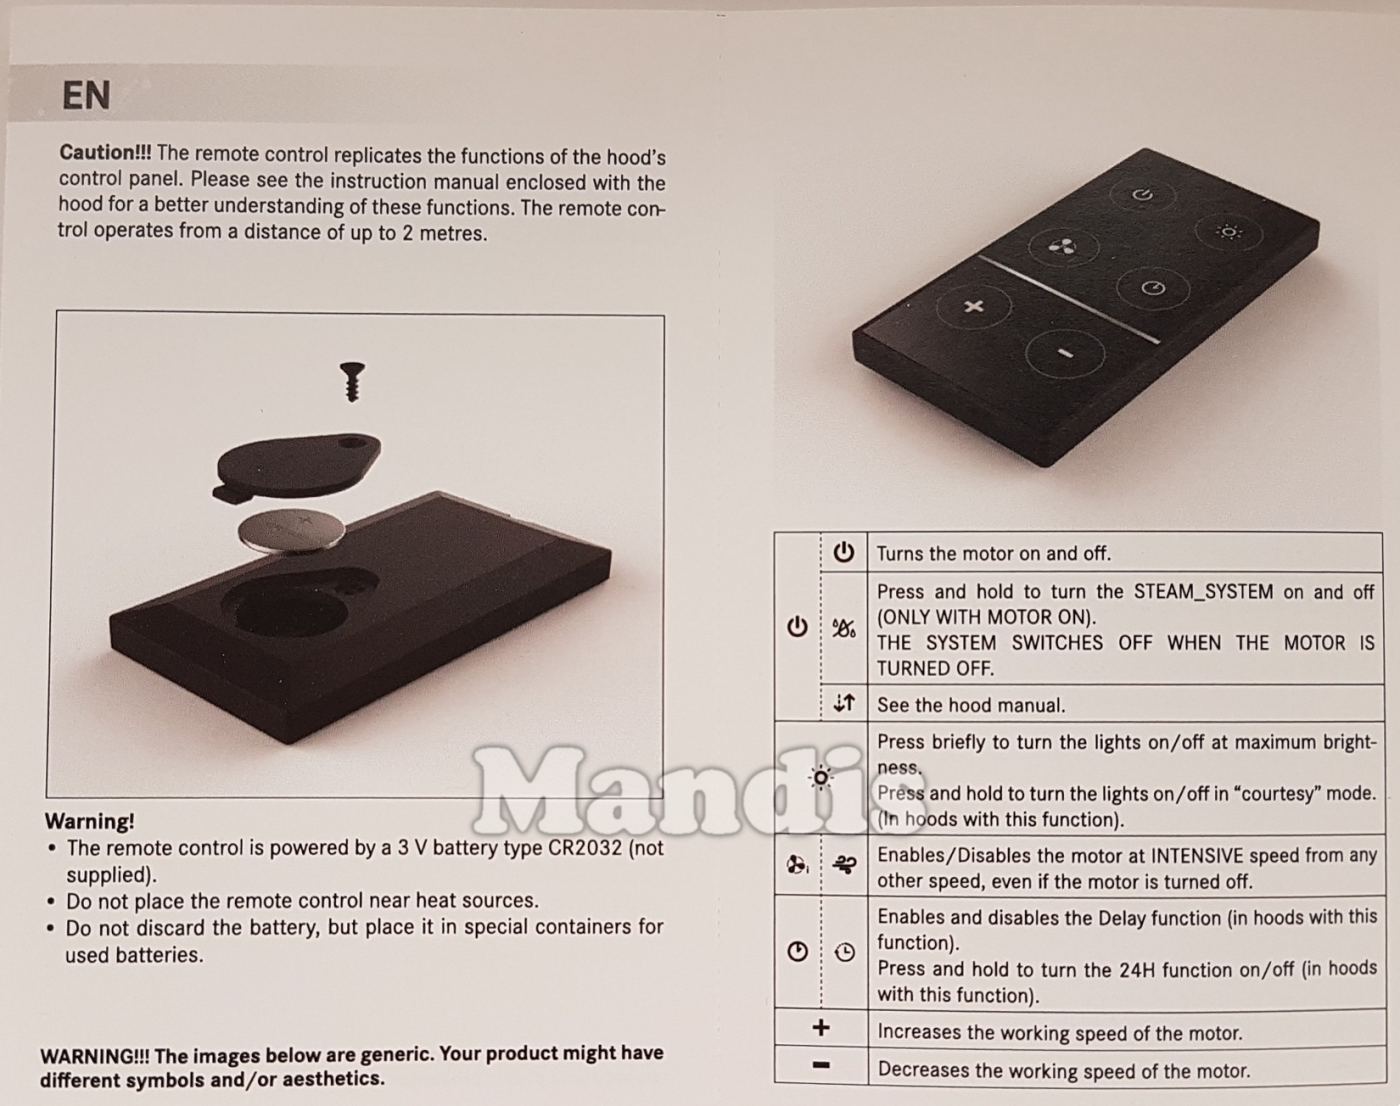 EN
Caution!!! The remote control replicates the functions of the hood's
control panel. Please see the instruction manual enclosed with the
hood for a better understanding of these functions. The remote con-
trol operates from a distance of up to 2 metres.
Warning!
• The remote control is powered by a 3 V battery type CR2032 (not
supplied).
• Do not place the remote control near heat sources.
• Do not discard the battery, but place it in special containers for
used batteries.
WARNING!!! The images below are generic. Your product might have
different symbols and/or aesthetics.
Turns the motor on and off.
Press and hold to turn the STEAM_SYSTEM on and off
(ONLY WITH MOTOR ON).
THE SYSTEM SWITCHES OFF WHEN THE MOTOR IS
TURNED OFF.
See the hood manual.
Press briefly to turn the lights on/off at maximum bright-
ness.
Press and hold to turn the lights on/off in “courtesy” mode.
(In hoods with this function).
Enables/Disables the motor at INTENSIVE speed from any
other speed, even if the motor is turned off.
Enables and disables the Delay function (in hoods with this
function).
Press and hold to turn the 24H function on/off (in hoods
with this function).
+ Increases the working speed of the motor.
- Decreases the working speed of the motor.
Mandis